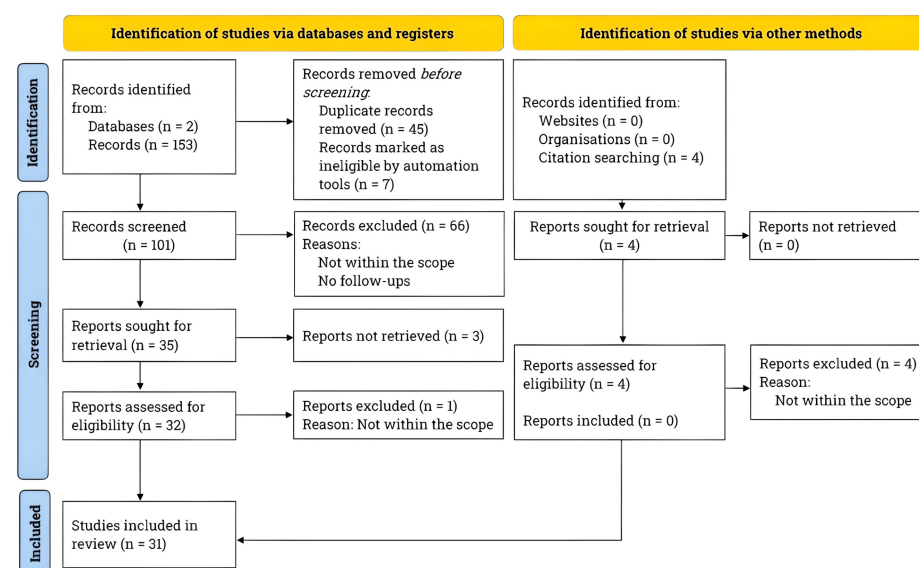 Identification of studies via databases and registers
Identification of studies via other methods
Identification
Records identified
from:
Databases (n = 2)
Records (n = 153)
Records removed before
screening:
Duplicate records
removed (n = 45)
Records marked as
ineligible by automation
tools (n = 7)
Records identified from:
Websites (n = 0)
Organisations (n = 0)
Citation searching (n = 4)
Screening
Records screened
(n = 101)
Records excluded (n = 66)
Reasons:
Not within the scope
No follow-ups
Reports sought for retrieval
(n = 4)
Reports not retrieved
(n = 0)
Reports sought for
retrieval (n = 35)
Reports not retrieved (n = 3)
Reports assessed for
eligibility (n = 4)
Reports included (n = 0)
Reports excluded (n = 4)
Reason:
Not within the scope
Reports assessed for
eligibility (n = 32)
Reports excluded (n = 1)
Reason: Not within the scope
Included
Studies included in
review (n = 31)